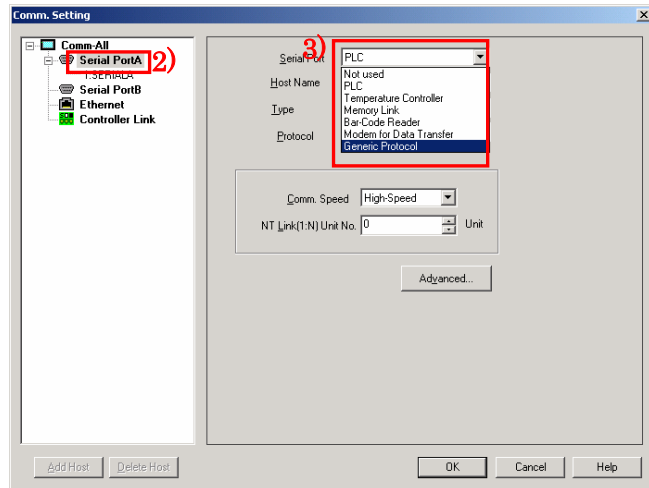 Comm. Setting
Comm-All
Serial PortA 2)
1:SERIALA
Serial PortB
Ethernet
Controller Link
3)
Serial Port PLC
Not used
PLC
Temperature Controller
Memory Link
Bar-Code Reader
Modem for Data Transfer
Generic Protocol
Host Name
Type
Protocol
Comm. Speed High-Speed
NT Link(1:N) Unit No. 0 Unit
Advanced...
Add Host Delete Host OK Cancel Help